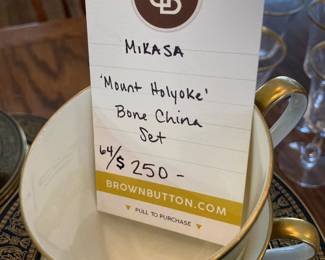 MIKASA
'Mount Holyoke'
Bone China
Set
64/$250-
BROWNBUTTON.COM
PULL TO PURCHASE